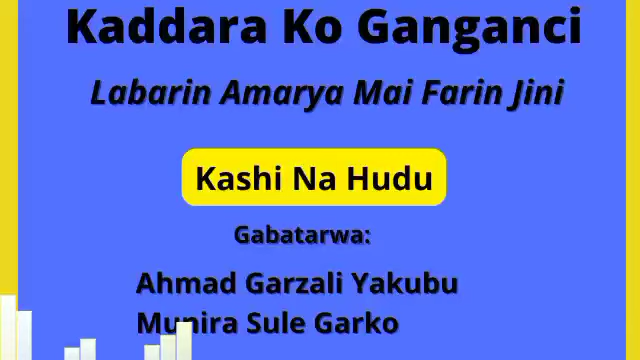 Kaddara Ko Ganganci
Labarin Amarya Mai Farin Jini
Kashi Na Hudu
Gabatarwa:
Ahmad Garzali Yakubu
Munira Sule Garko